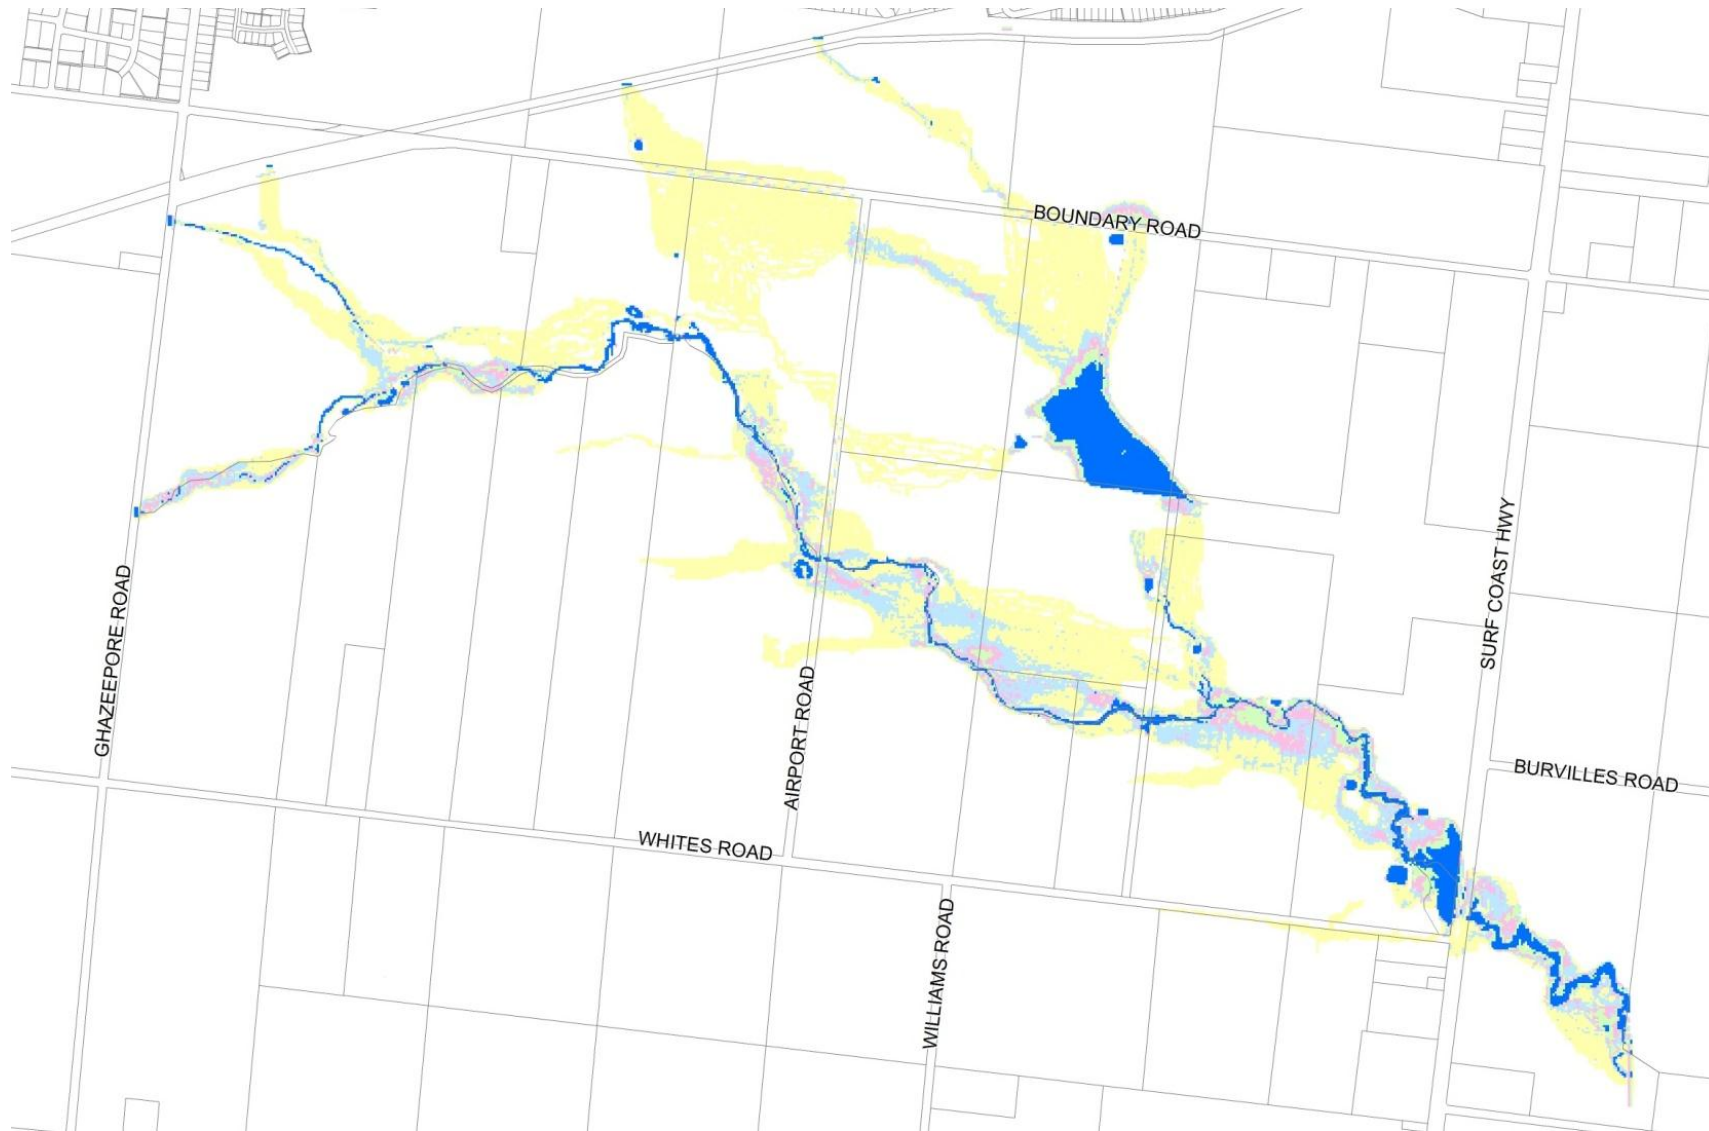 BOUNDARY ROAD
SURF COAST HWY
GHAZEEPORE ROAD
AIRPORT ROAD
BURVILLES ROAD
WHITES ROAD
WILLIAMS ROAD